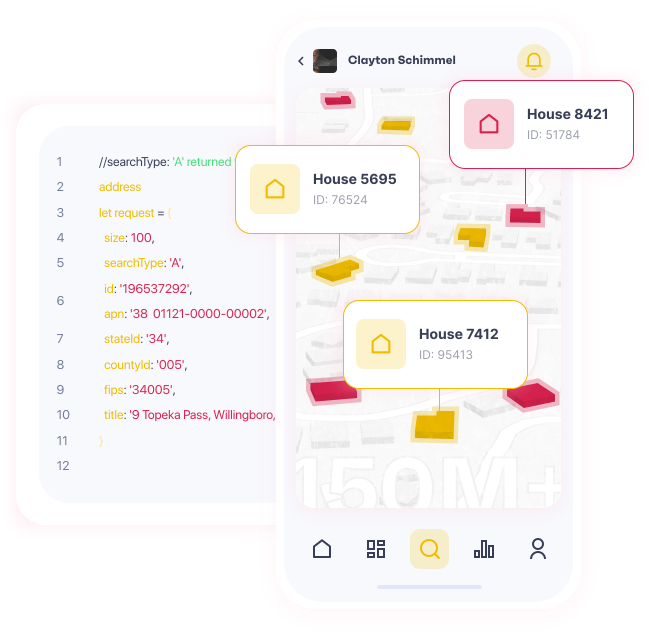 1 //searchType: 'A' returned
2 address
3 let request = {
4 size: 100,
5 searchType: 'A',
id: '196537292',
6
apn: '38 01121-0000-00002',
7 stateId: '34',
8 countyId: '005',
9 fips: '34005',
10 title: '9 Topeka Pass, Willingboro,
11 }
12
Clayton Schimmel
House 8421
ID: 51784
House 5695
ID: 76524
House 7412
ID: 95413
150M+